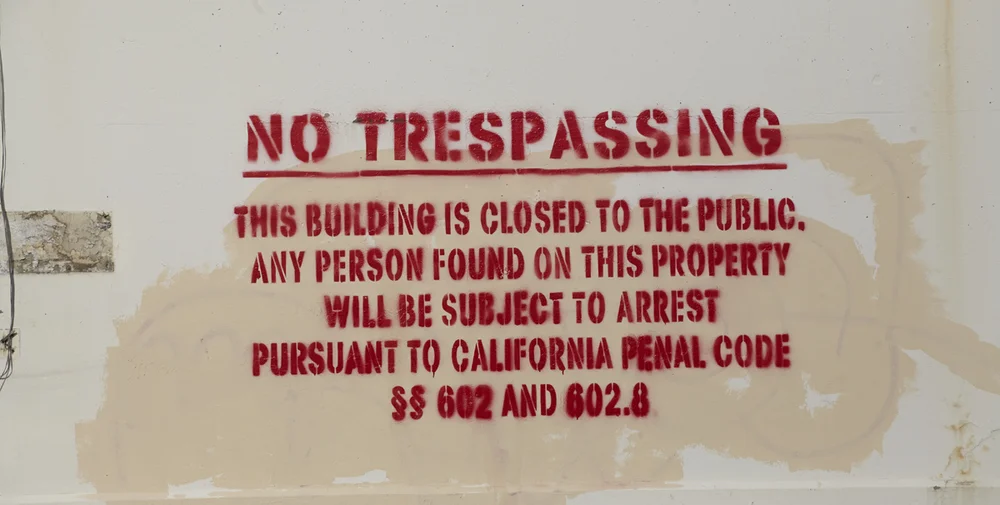 NO TRESPASSING
THIS BUILDING IS CLOSED TO THE PUBLIC.
ANY PERSON FOUND ON THIS PROPERTY
WILL BE SUBJECT TO ARREST
PURSUANT TO CALIFORNIA PENAL CODE
§§ 602 AND 602.8